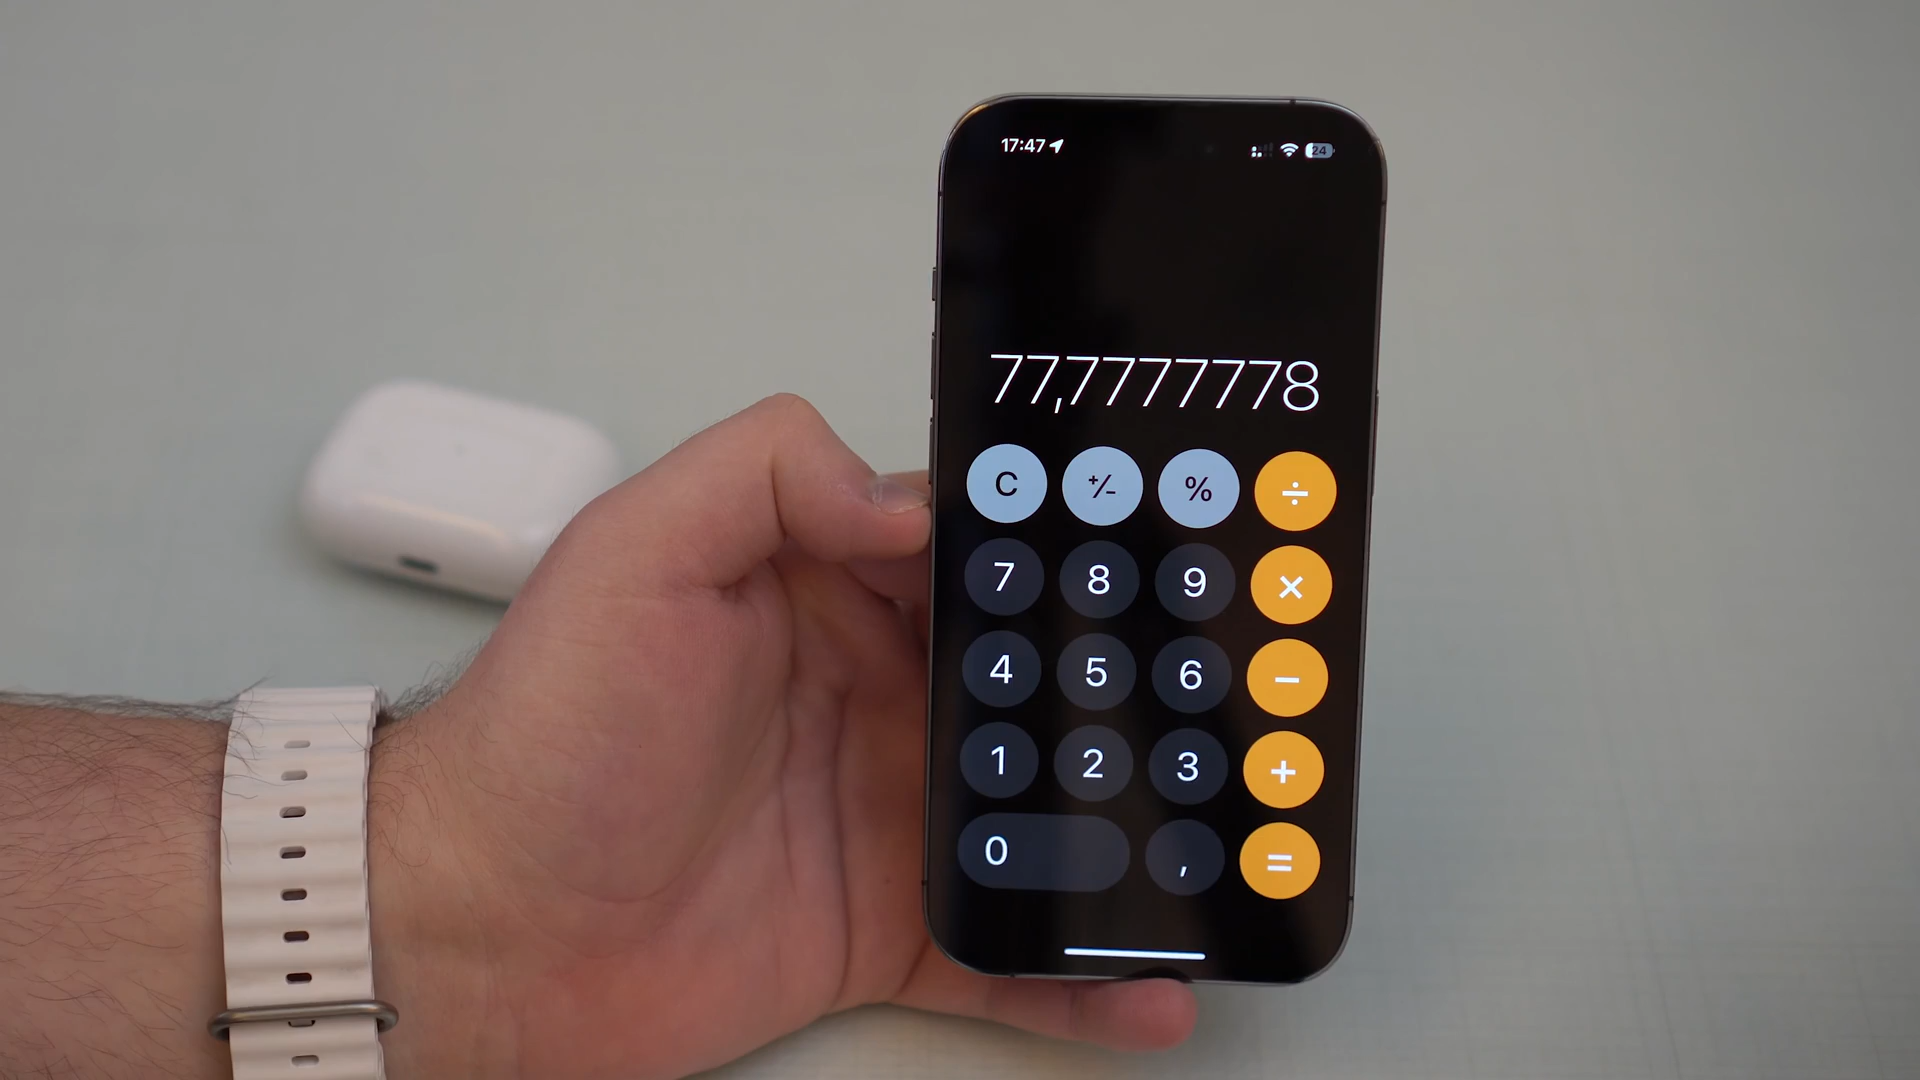 17:47 24
77,7777778
C +/- % ÷
7 8 9 ×
4 5 6 −
1 2 3 +
0 , =